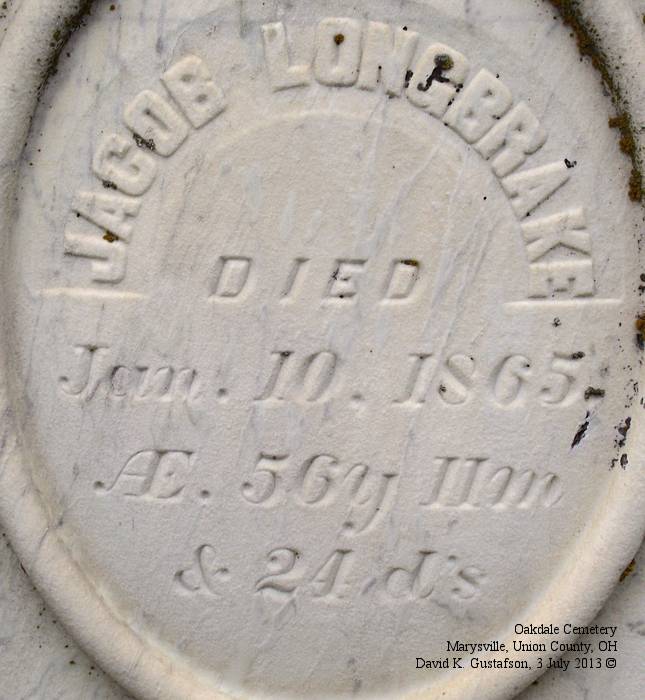 JACOB LONGBRAKE
DIED
Jan. 10, 1865.
Æ. 56y 11m
& 24 d's
Oakdale Cemetery
Marysville, Union County, OH
David K. Gustafson, 3 July 2013 ©